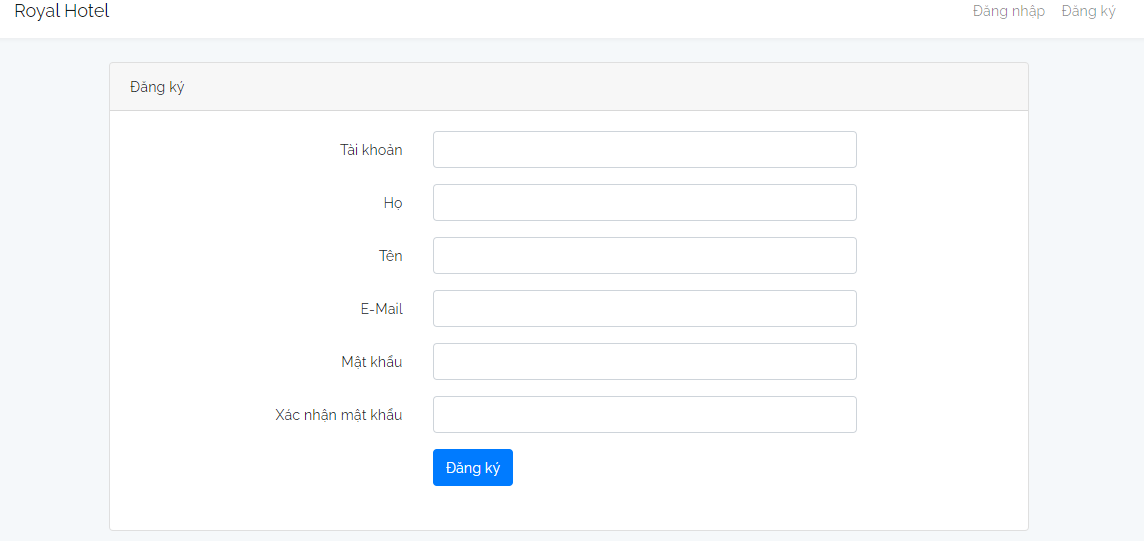 Royal Hotel
Đăng nhập Đăng ký
Đăng ký
Tài khoản
Họ
Tên
E-Mail
Mật khẩu
Xác nhận mật khẩu
Đăng ký